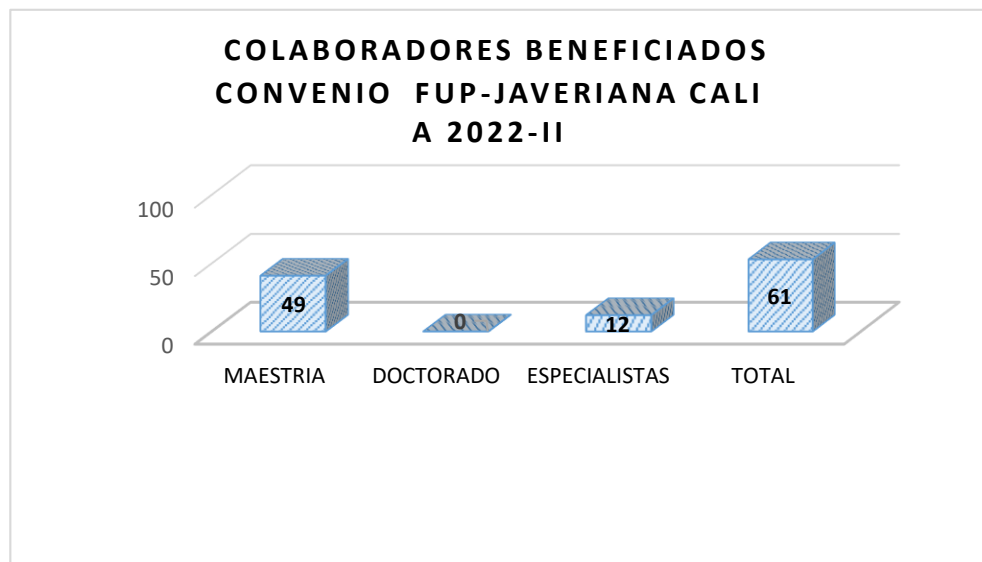 COLABORADORES BENEFICIADOS
CONVENIO FUP-JAVERIANA CALI
A 2022-II
100
50
0
49
0
12
61
MAESTRIA DOCTORADO ESPECIALISTAS TOTAL